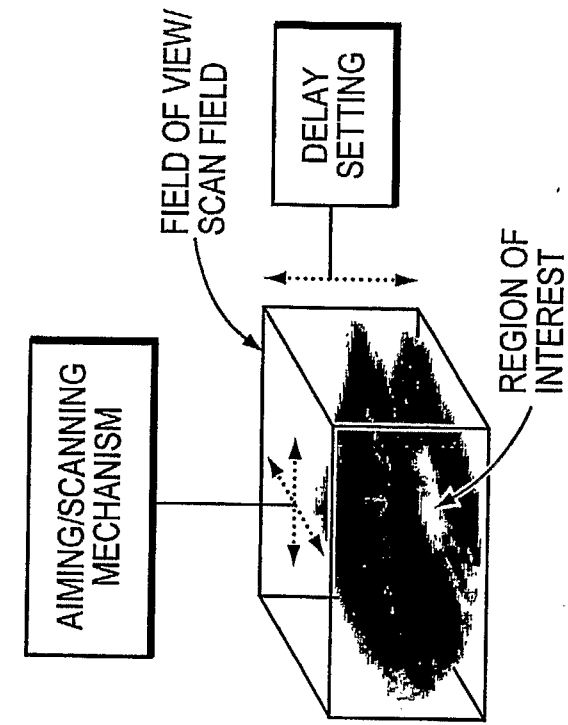 AIMING/SCANNING
MECHANISM
FIELD OF VIEW/
SCAN FIELD
DELAY
SETTING
REGION OF
INTEREST